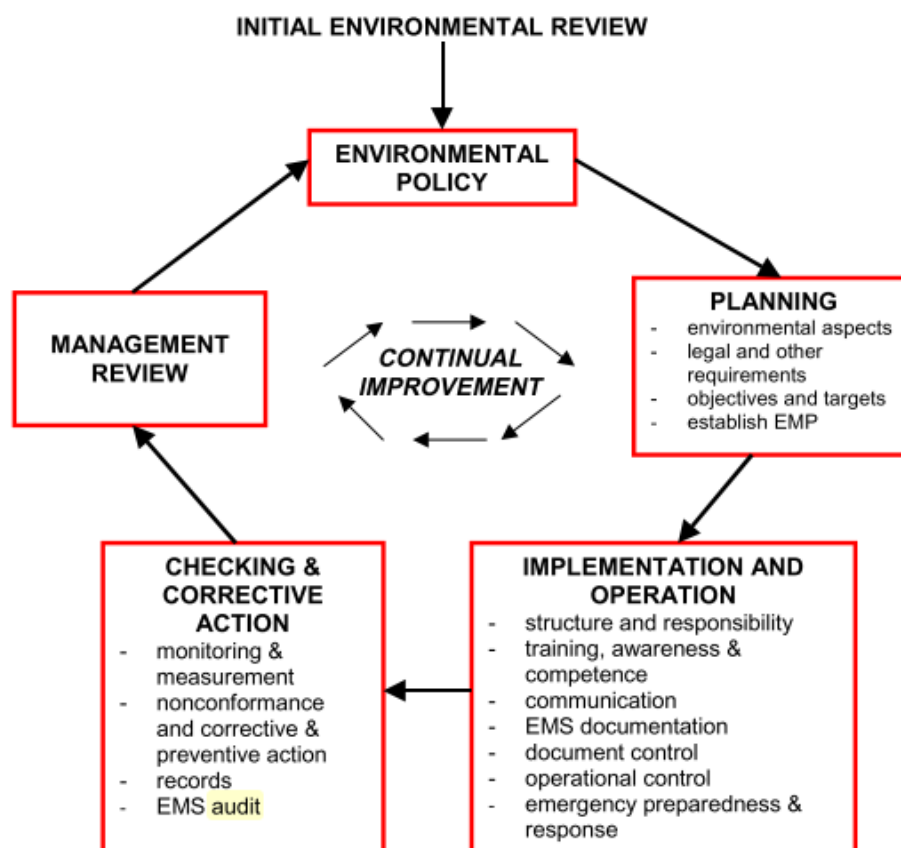 INITIAL ENVIRONMENTAL REVIEW
ENVIRONMENTAL
POLICY
PLANNING
- environmental aspects
- legal and other
requirements
- objectives and targets
- establish EMP
MANAGEMENT
REVIEW
CONTINUAL
IMPROVEMENT
CHECKING &
CORRECTIVE
ACTION
- monitoring &
measurement
- nonconformance
and corrective &
preventive action
- records
- EMS audit
IMPLEMENTATION AND
OPERATION
- structure and responsibility
- training, awareness &
competence
- communication
- EMS documentation
- document control
- operational control
- emergency preparedness &
response